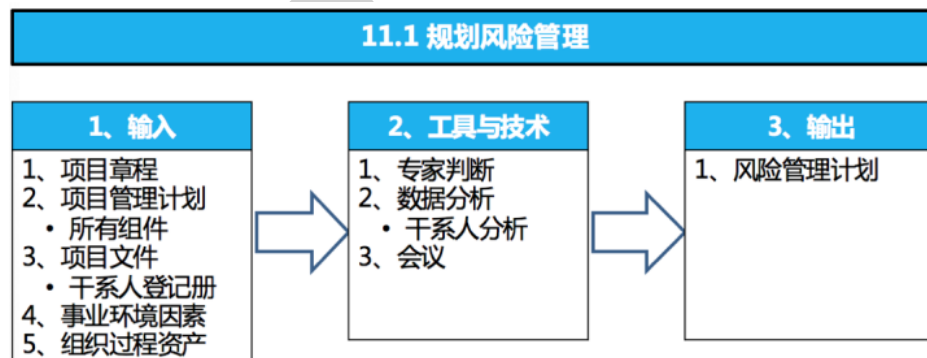 11.1 规划风险管理
1、输入
1、项目章程
2、项目管理计划
• 所有组件
3、项目文件
• 干系人登记册
4、事业环境因素
5、组织过程资产
2、工具与技术
1、专家判断
2、数据分析
• 干系人分析
3、会议
3、输出
1、风险管理计划